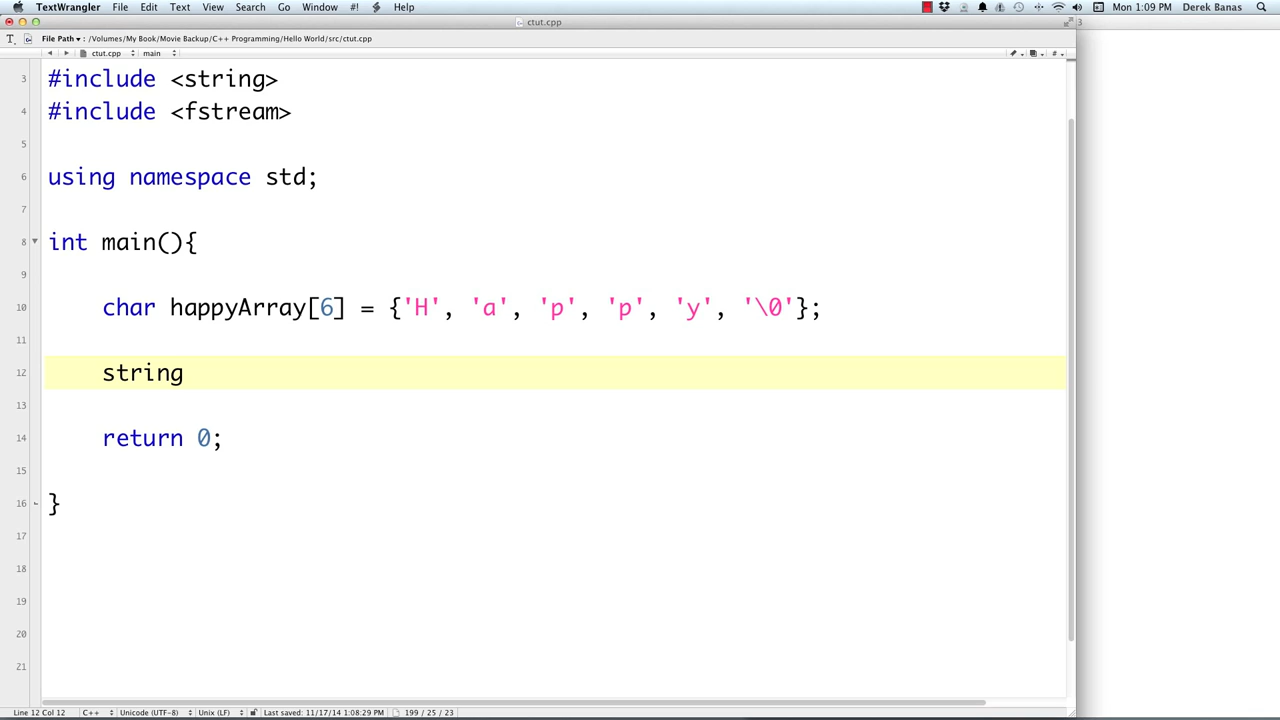 TextWrangler File Edit Text View Search Go Window #! Help Mon 1:09 PM Derek Banas
ctut.cpp
File Path ▾ : /Volumes/My Book/Movie Backup/C++ Programming/Hello World/src/ctut.cpp
ctut.cpp main
3 #include <string>
4 #include <fstream>
5
6 using namespace std;
7
8 int main(){
9
10 char happyArray[6] = {'H', 'a', 'p', 'p', 'y', '\0'};
11
12 string
13
14 return 0;
15
16 }
17
18
19
20
21
Line 12 Col 12 C++ Unicode (UTF-8) Unix (LF) Last saved: 11/17/14 1:08:29 PM 199 / 25 / 23